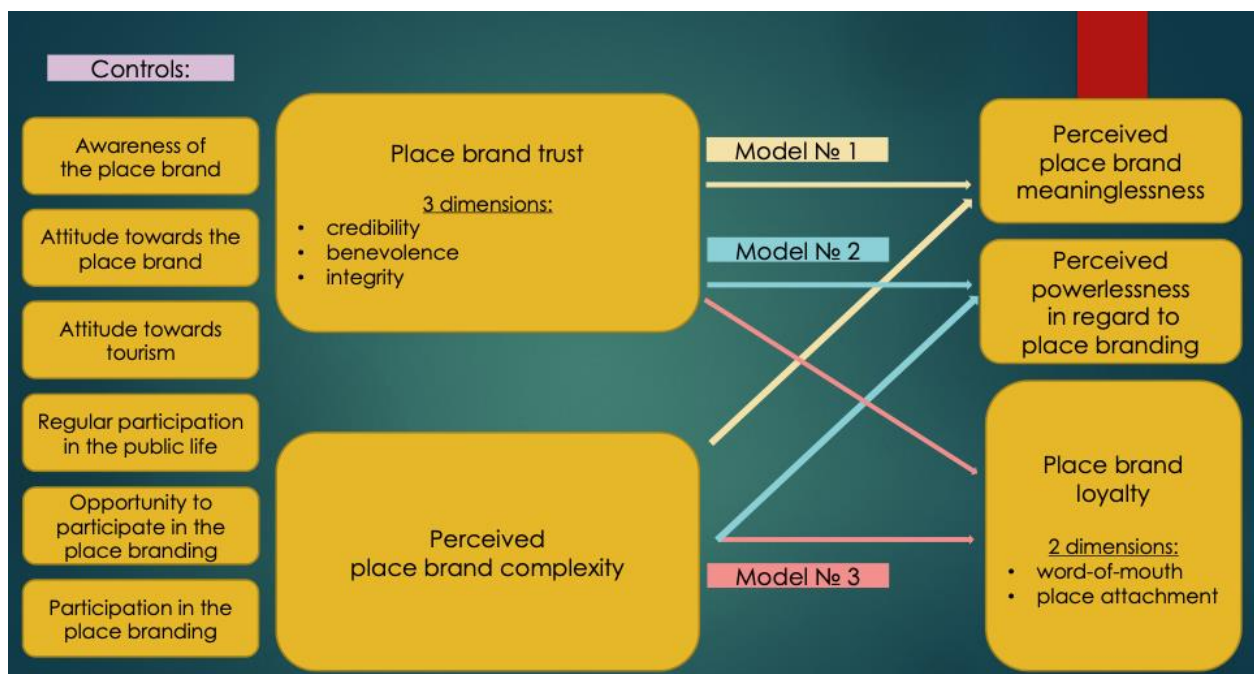 Controls:
Awareness of
the place brand
Attitude towards the
place brand
Attitude towards
tourism
Regular participation
in the public life
Opportunity to
participate in the
place branding
Participation in the
place branding
Place brand trust
3 dimensions:
• credibility
• benevolence
• integrity
Perceived
place brand complexity
Model № 1
Model № 2
Model № 3
Perceived
place brand
meaninglessness
Perceived
powerlessness
in regard to
place branding
Place brand
loyalty
2 dimensions:
• word-of-mouth
• place attachment